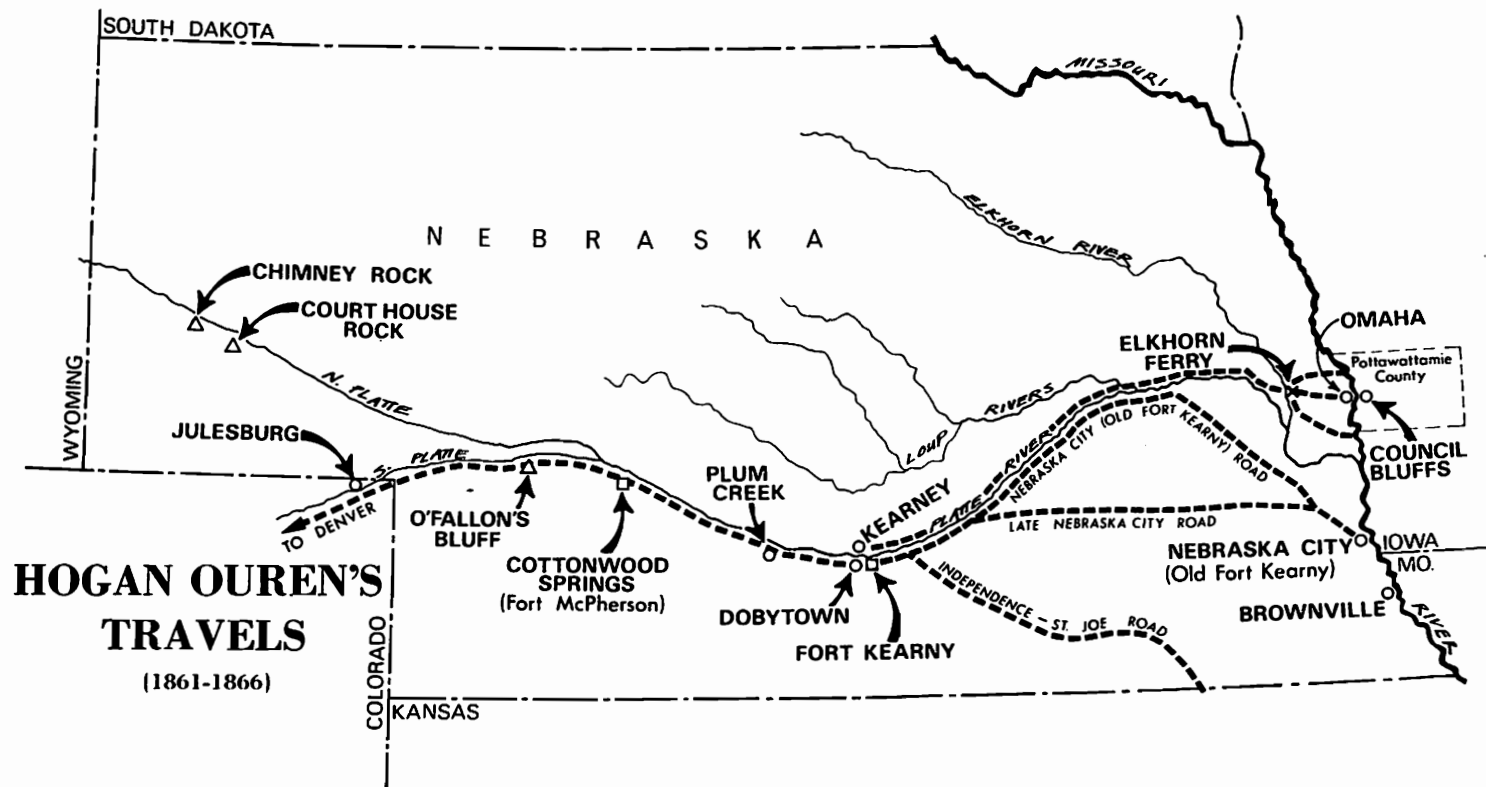 SOUTH DAKOTA
MISSOURI
NEBRASKA
ELKHORN RIVER
CHIMNEY ROCK
COURT HOUSE
ROCK
OMAHA
ELKHORN
FERRY
Pottawattamie
County
WYOMING
N. PLATTE
LOUP RIVERS
JULESBURG
S. PLATTE
COUNCIL
BLUFFS
PLUM
CREEK
KEARNEY
PLATTE RIVER
NEBRASKA CITY (OLD FORT KEARNY) ROAD
TO DENVER
O'FALLON'S
BLUFF
LATE NEBRASKA CITY ROAD
COTTONWOOD
SPRINGS
(Fort McPherson)
NEBRASKA CITY
(Old Fort Kearny)
IOWA
MO.
HOGAN OUREN'S
TRAVELS
(1861-1866)
DOBYTOWN
INDEPENDENCE - ST. JOE ROAD
BROWNVILLE
RIVER
FORT KEARNY
COLORADO
KANSAS